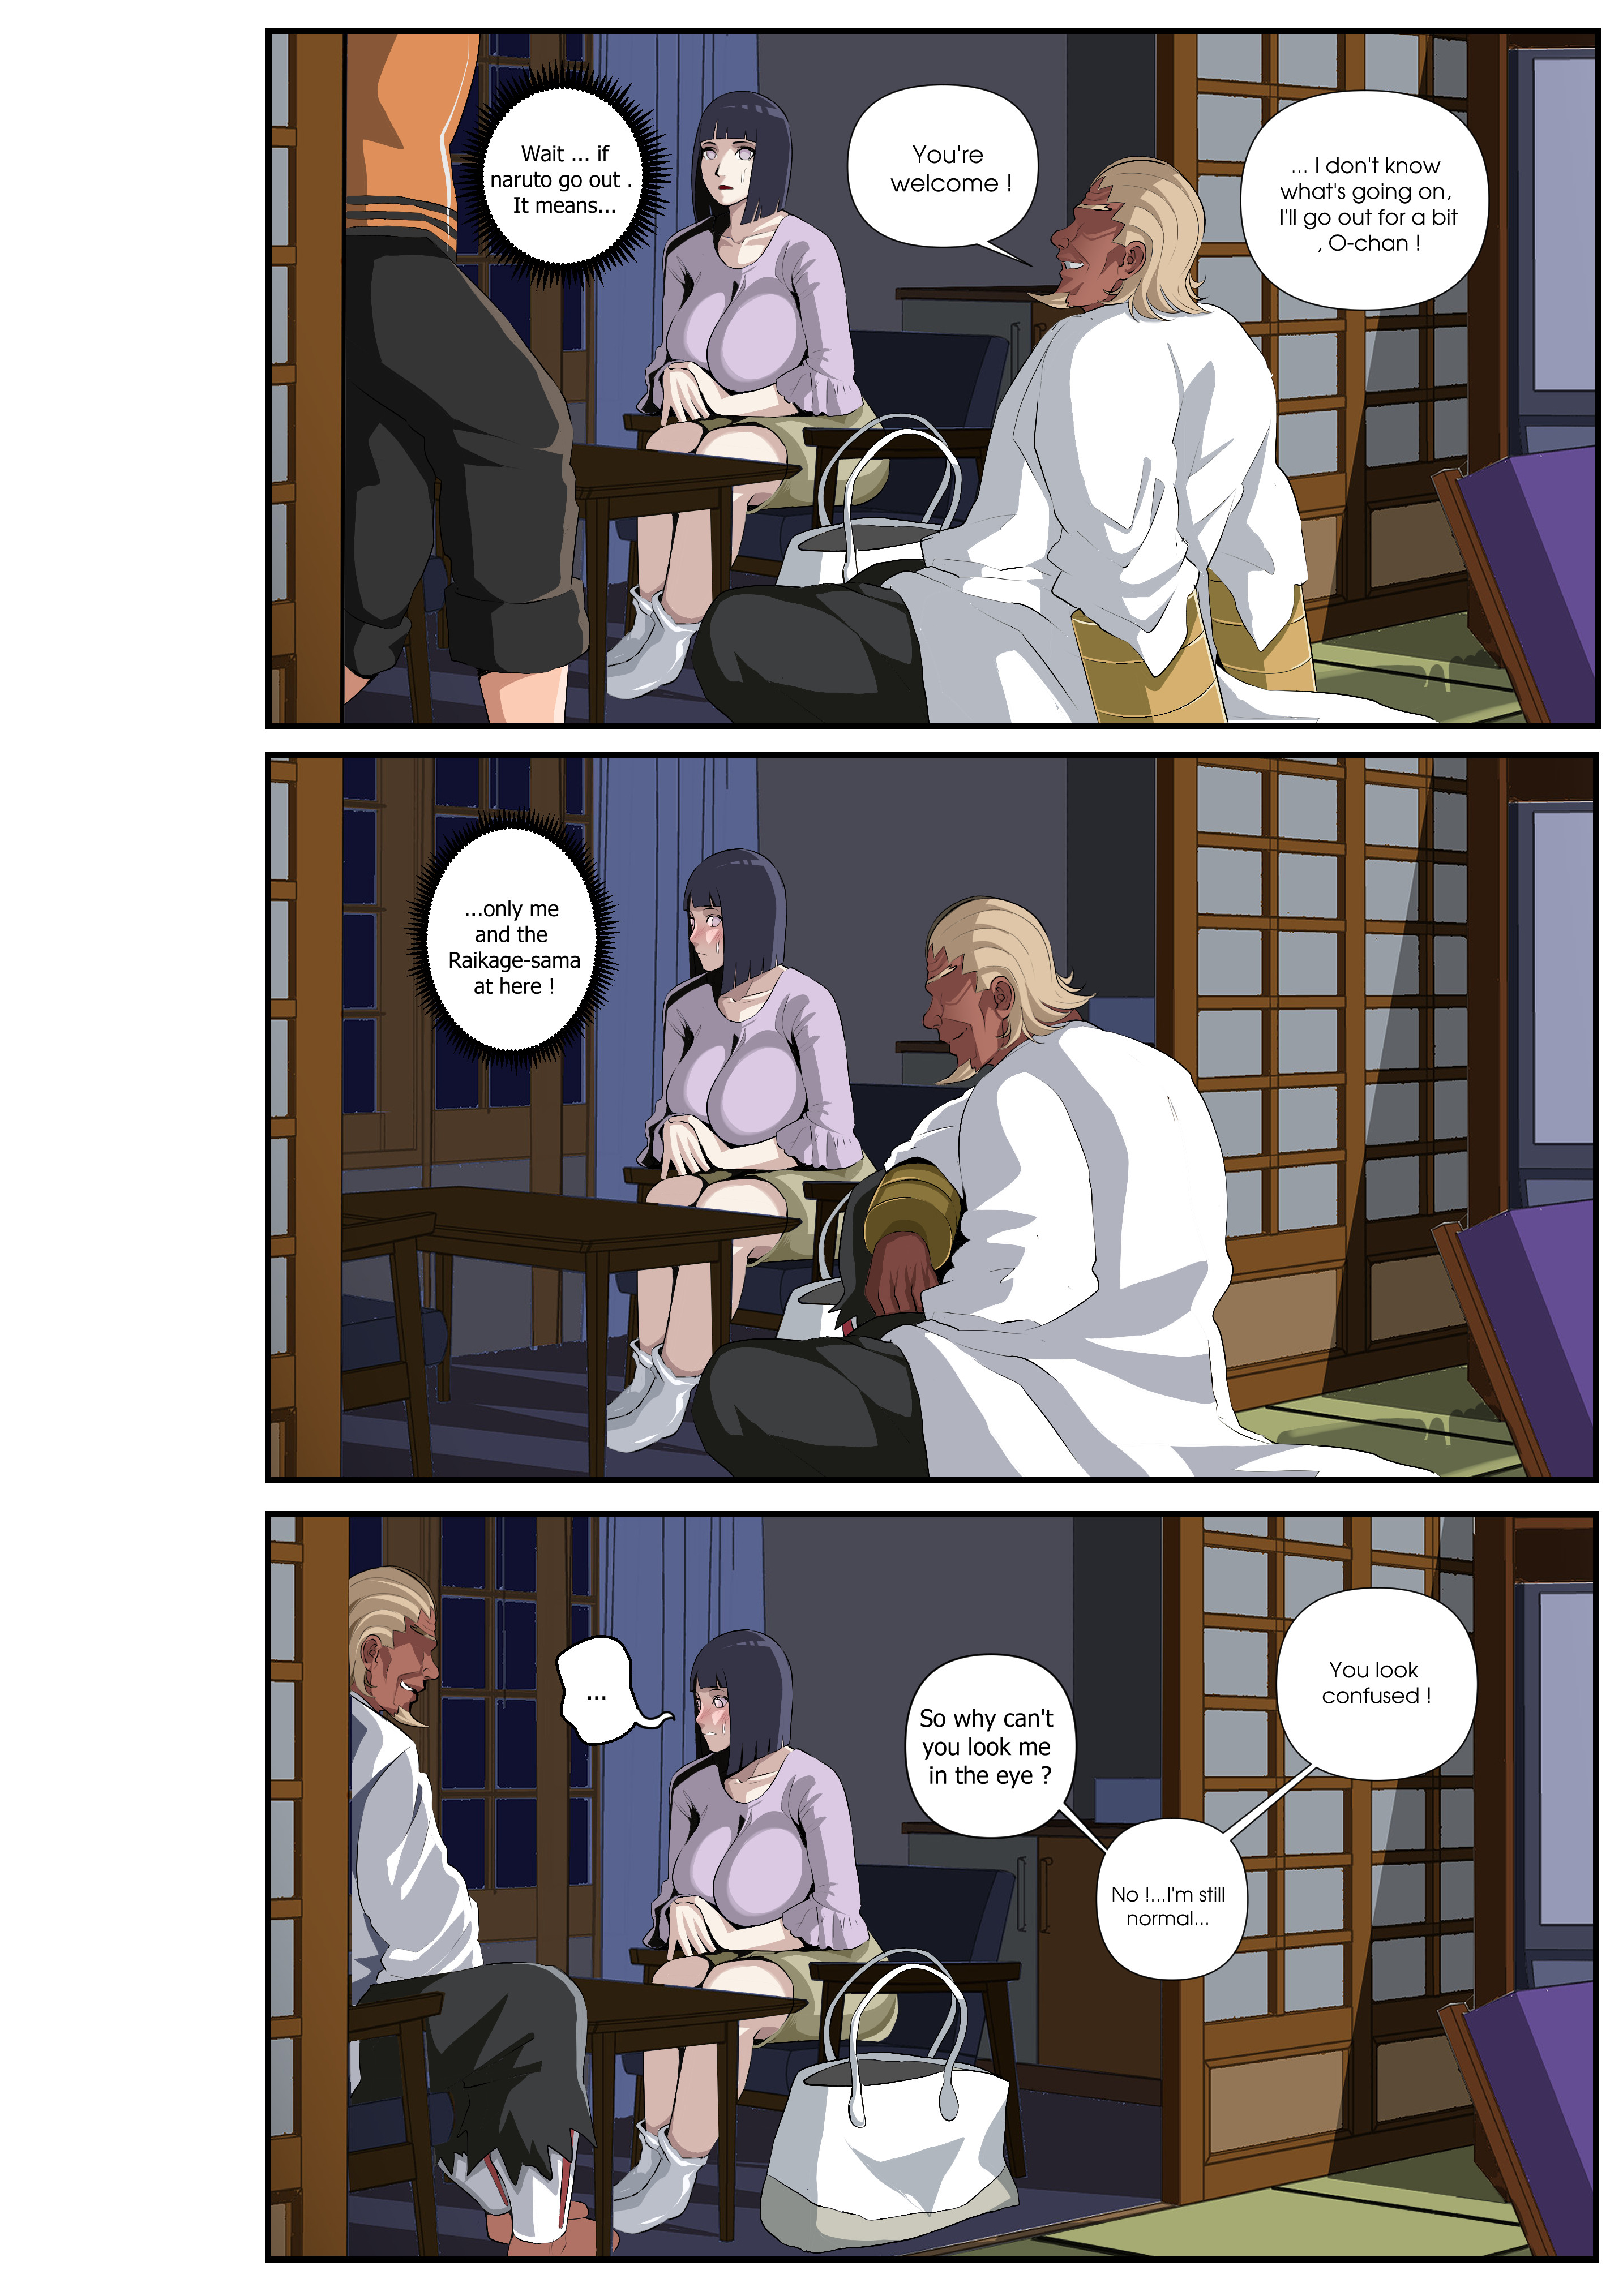 ... I don't know
what's going on,
I'll go out for a bit
, O-chan !
You're
welcome !
Wait ... if
naruto go out .
It means...
...only me
and the
Raikage-sama
at here !
You look
confused !
No !...I'm still
normal...
So why can't
you look me
in the eye ?
...